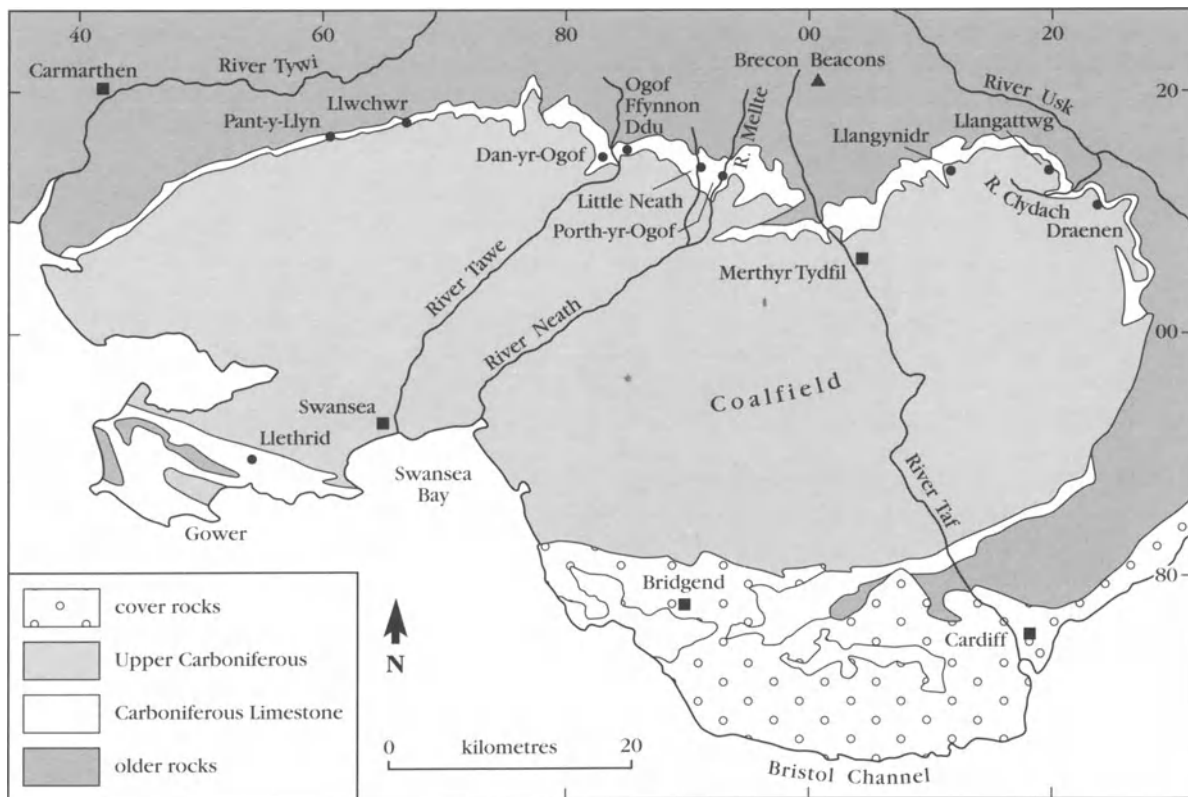 40
60
00
20
Carmarthen
River Tywi
Llwchwr
Pant-y-Llyn
Ogof
Ffynnon
Ddu
Dan-yr-Ogof
R. Mellte
Brecon Beacons
River Usk
20
Llangattwg
Llangynidr
Little Neath
Porth-yr-Ogof
R. Clydach
Draenen
Merthyr Tydfil
River Tawe
River Neath
00
Coalfield
Swansea
Llethrid
Swansea
Bay
Gower
River Taf
80
Bridgend
Cardiff
cover rocks
Upper Carboniferous
Carboniferous Limestone
older rocks
N
0 kilometres 20
Bristol Channel